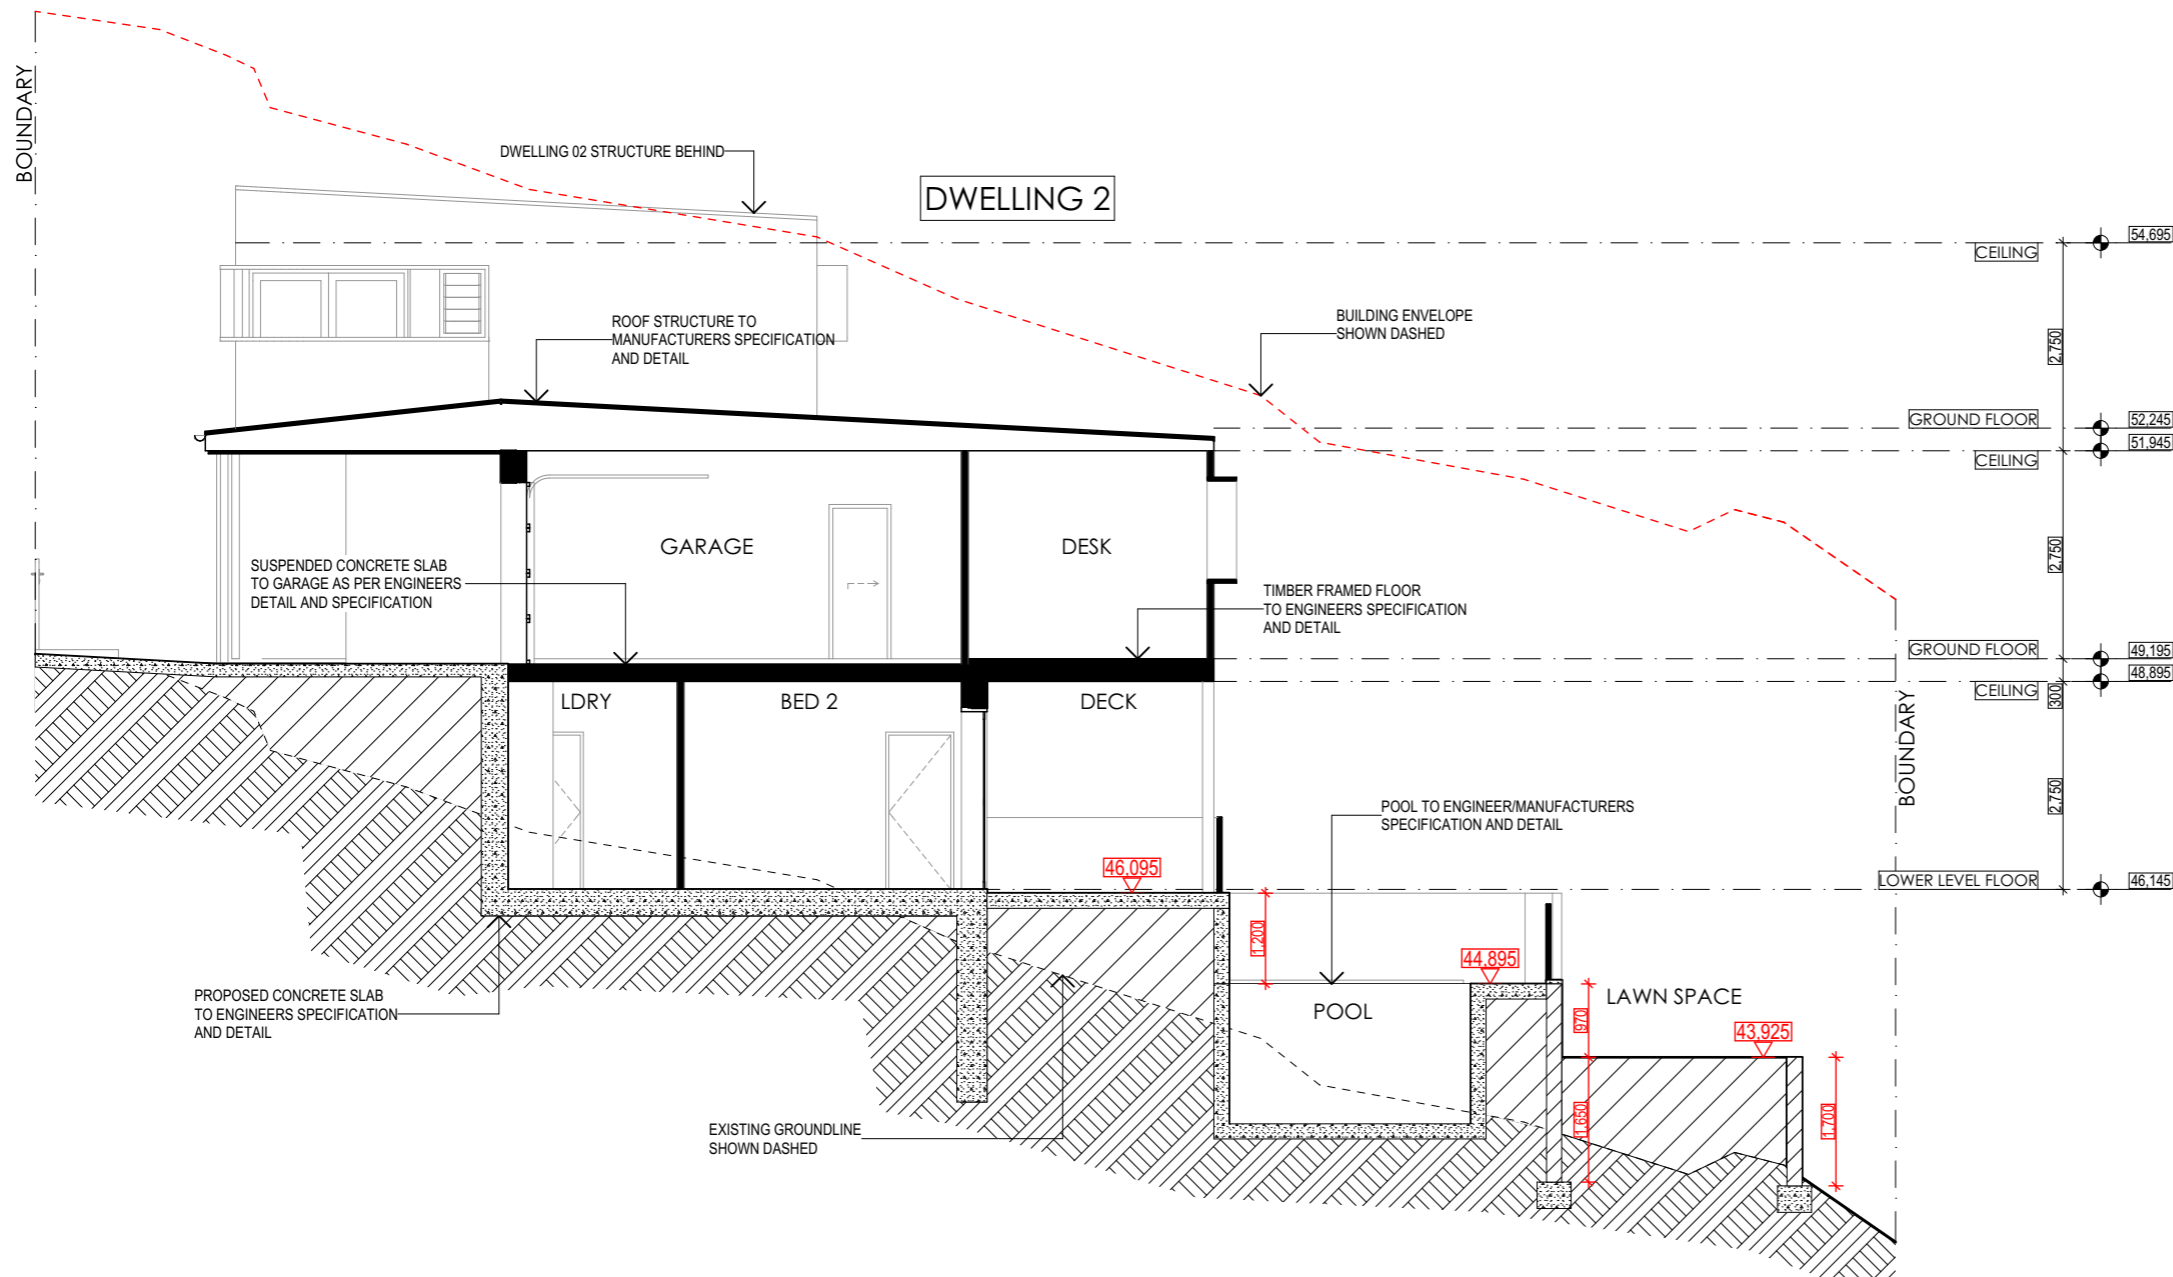 BOUNDARY
DWELLING 02 STRUCTURE BEHIND
DWELLING 2
54,695
CEILING
ROOF STRUCTURE TO
MANUFACTURERS SPECIFICATION
AND DETAIL
BUILDING ENVELOPE
SHOWN DASHED
2,750
GROUND FLOOR
52,245
51,945
CEILING
GARAGE
DESK
2,750
SUSPENDED CONCRETE SLAB
TO GARAGE AS PER ENGINEERS
DETAIL AND SPECIFICATION
TIMBER FRAMED FLOOR
TO ENGINEERS SPECIFICATION
AND DETAIL
GROUND FLOOR
49,195
48,895
CEILING
300
LDRY
BED 2
DECK
BOUNDARY
2,750
POOL TO ENGINEER/MANUFACTURERS
SPECIFICATION AND DETAIL
46,095
LOWER LEVEL FLOOR
46,145
1,200
44,895
PROPOSED CONCRETE SLAB
TO ENGINEERS SPECIFICATION
AND DETAIL
POOL
LAWN SPACE
970
43,925
1,650
1,700
EXISTING GROUNDLINE
SHOWN DASHED